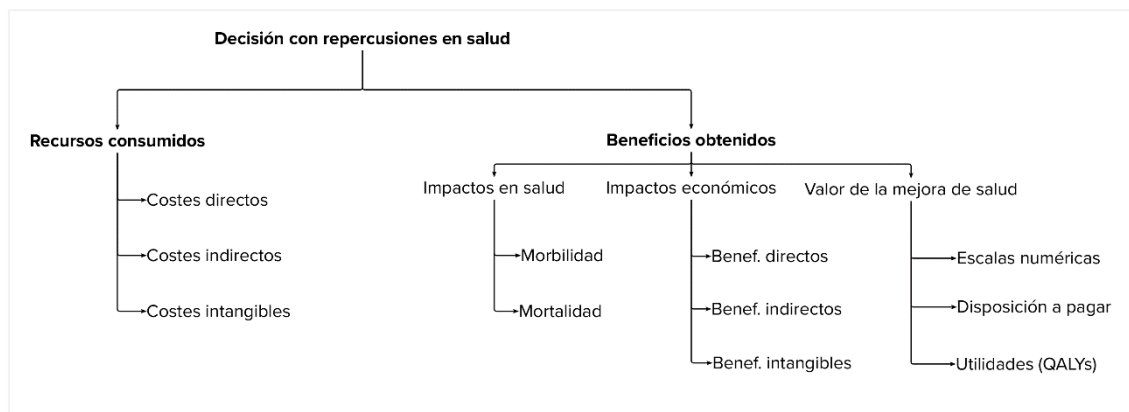 Decisión con repercusiones en salud
Recursos consumidos
Costes directos
Costes indirectos
Costes intangibles
Beneficios obtenidos
Impactos en salud
Morbilidad
Mortalidad
Impactos económicos
Benef. directos
Benef. indirectos
Benef. intangibles
Valor de la mejora de salud
Escalas numéricas
Disposición a pagar
Utilidades (QALYs)